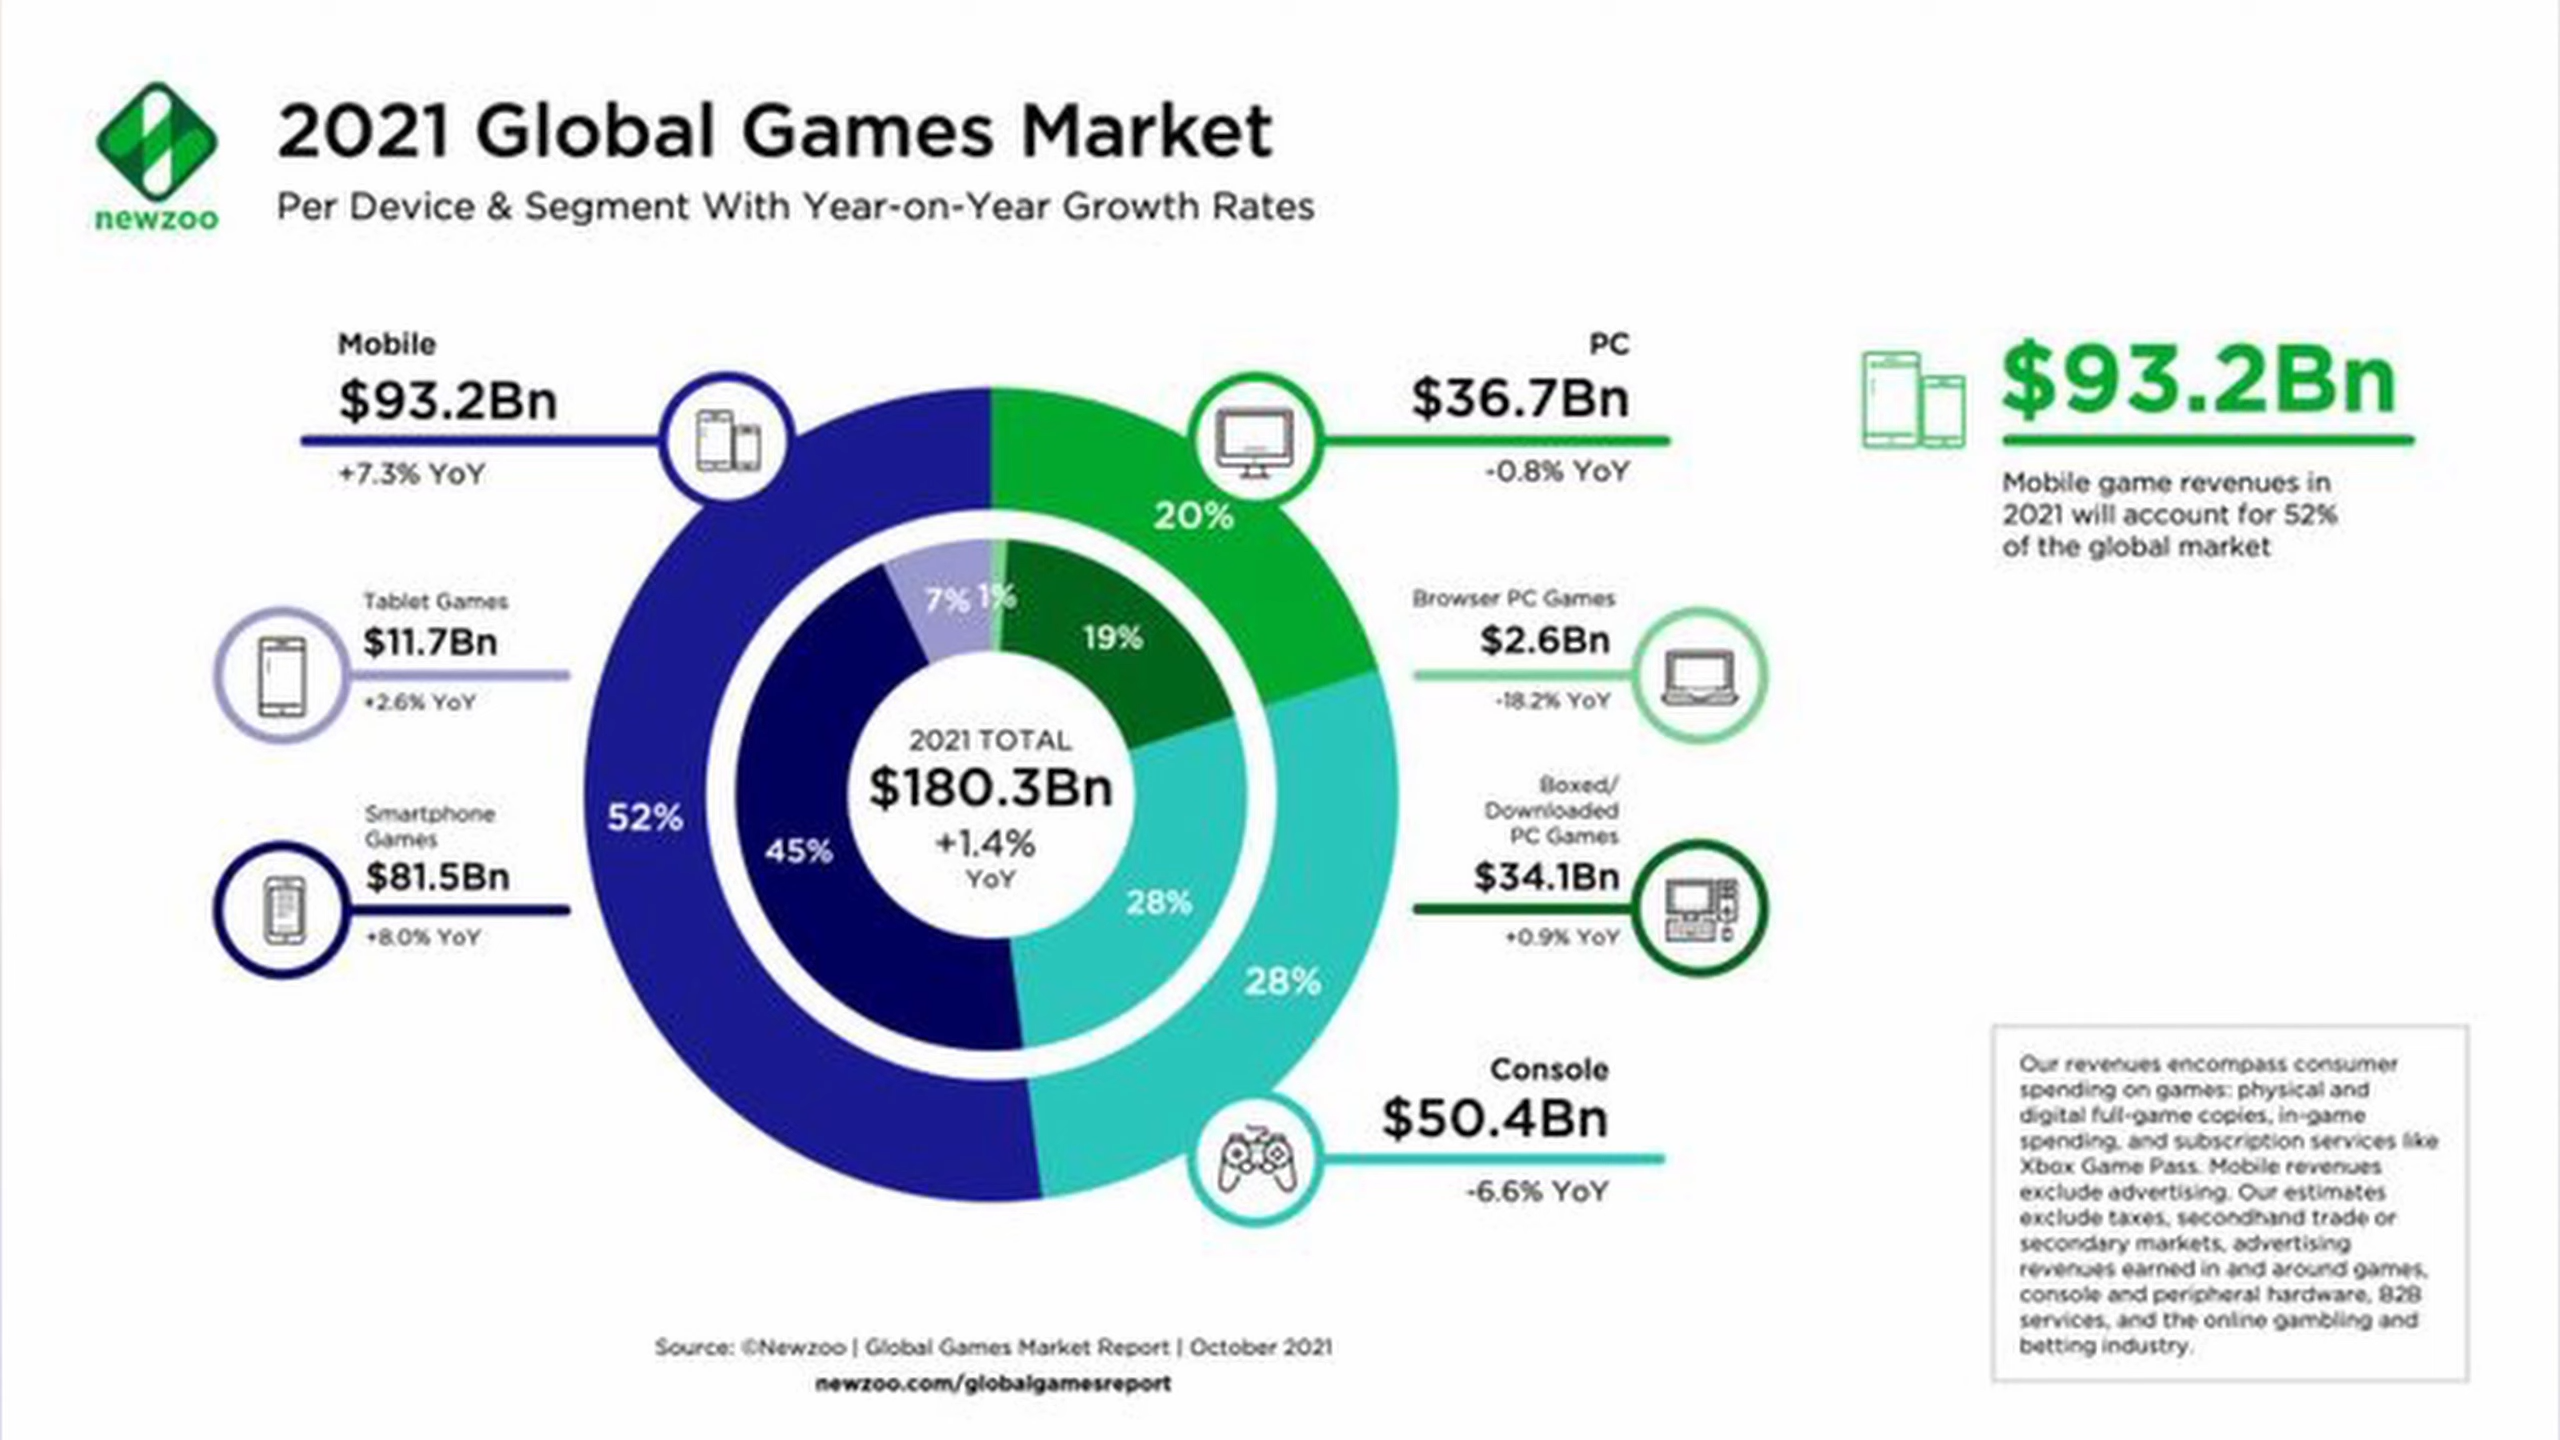 newzoo
2021 Global Games Market
Per Device & Segment With Year-on-Year Growth Rates
Mobile
$93.2Bn
+7.3% YoY
Tablet Games
$11.7Bn
+2.6% YoY
Smartphone
Games
$81.5Bn
+8.0% YoY
20%
7%
1%
19%
52%
45%
28%
28%
2021 TOTAL
$180.3Bn
+1.4%
YoY
PC
$36.7Bn
-0.8% YoY
Browser PC Games
$2.6Bn
-18.2% YoY
Boxed/
Downloaded
PC Games
$34.1Bn
+0.9% YoY
Console
$50.4Bn
-6.6% YoY
$93.2Bn
Mobile game revenues in
2021 will account for 52%
of the global market
Our revenues encompass consumer
spending on games: physical and
digital full-game copies, in-game
spending, and subscription services like
Xbox Game Pass. Mobile revenues
exclude advertising. Our estimates
exclude taxes, secondhand trade or
secondary markets, advertising
revenues earned in and around games,
console and peripheral hardware, B2B
services, and the online gambling and
betting industry.
Source: ©Newzoo | Global Games Market Report | October 2021
newzoo.com/globalgamesreport